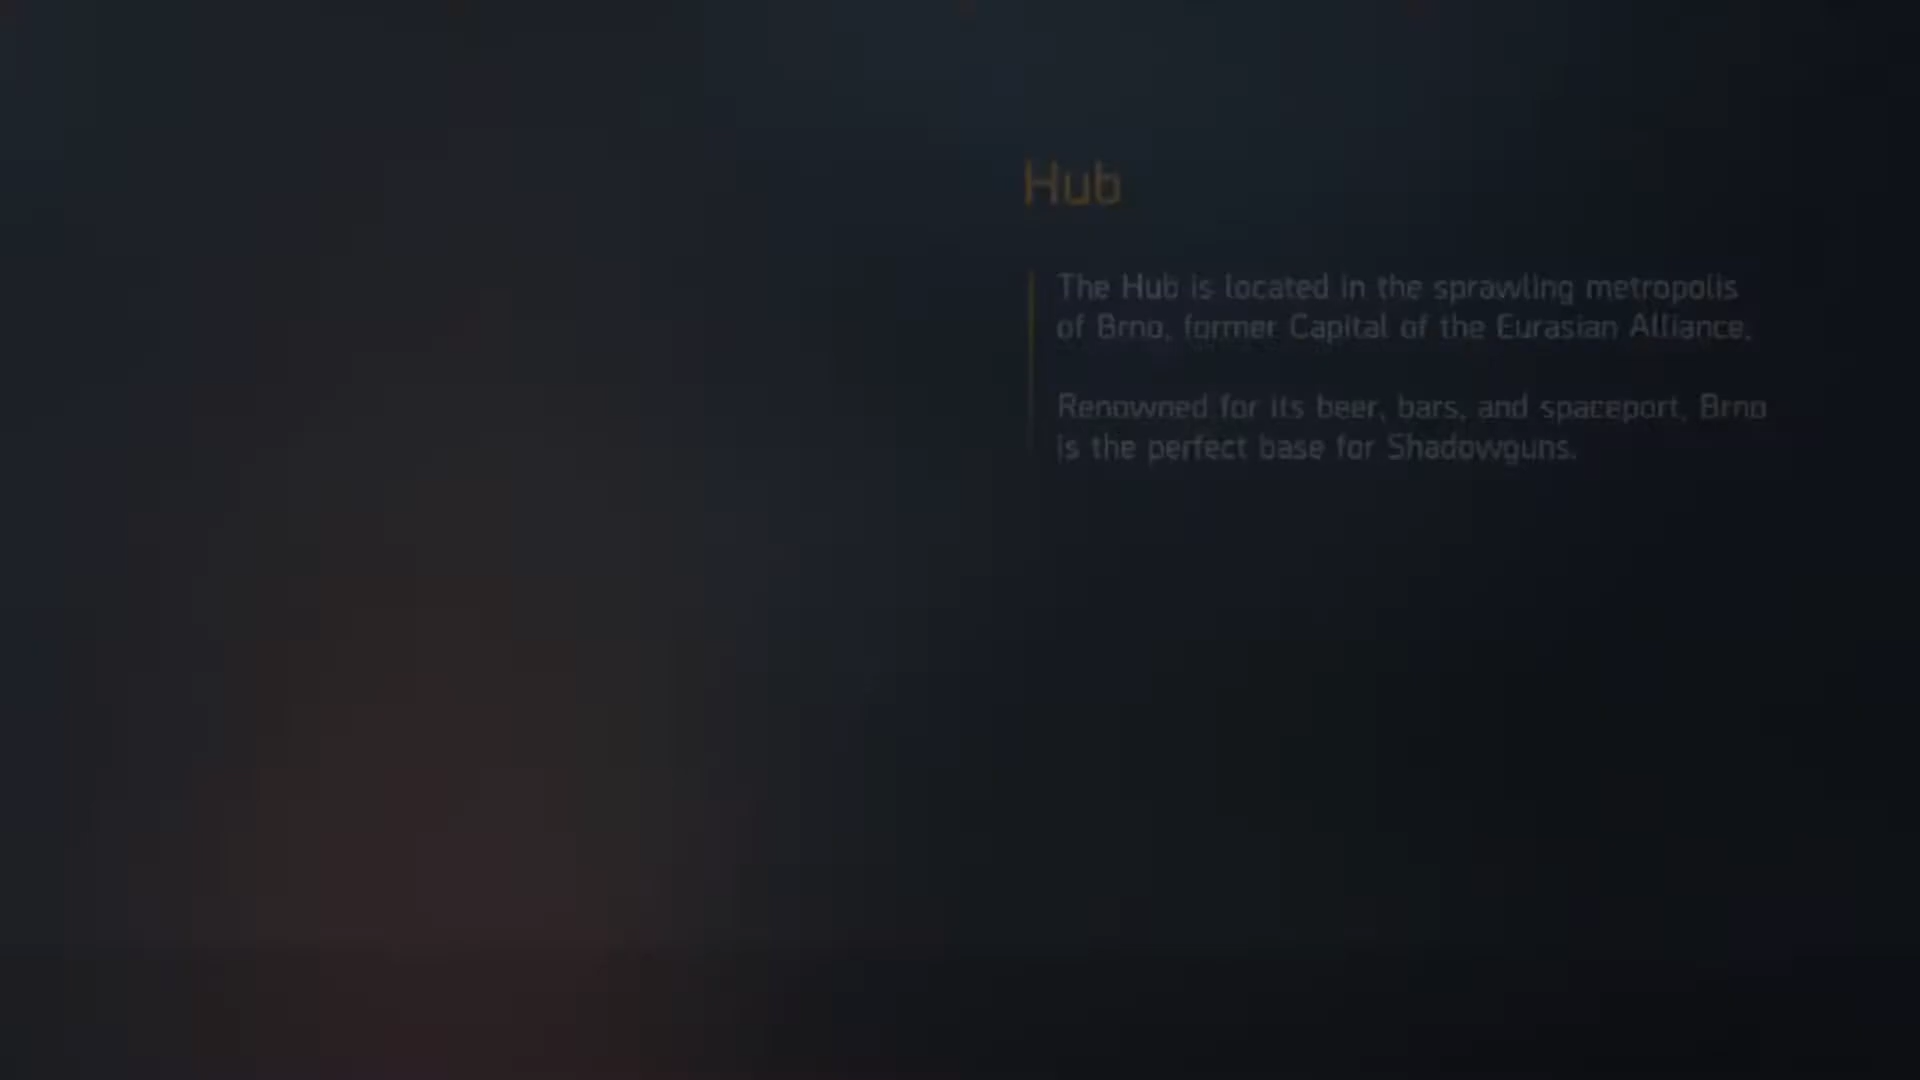 Hub
The Hub is located in the sprawling metropolis
of Brno, former Capital of the Eurasian Alliance.
Renowned for its beer, bars, and spaceport, Brno
is the perfect base for Shadowguns.